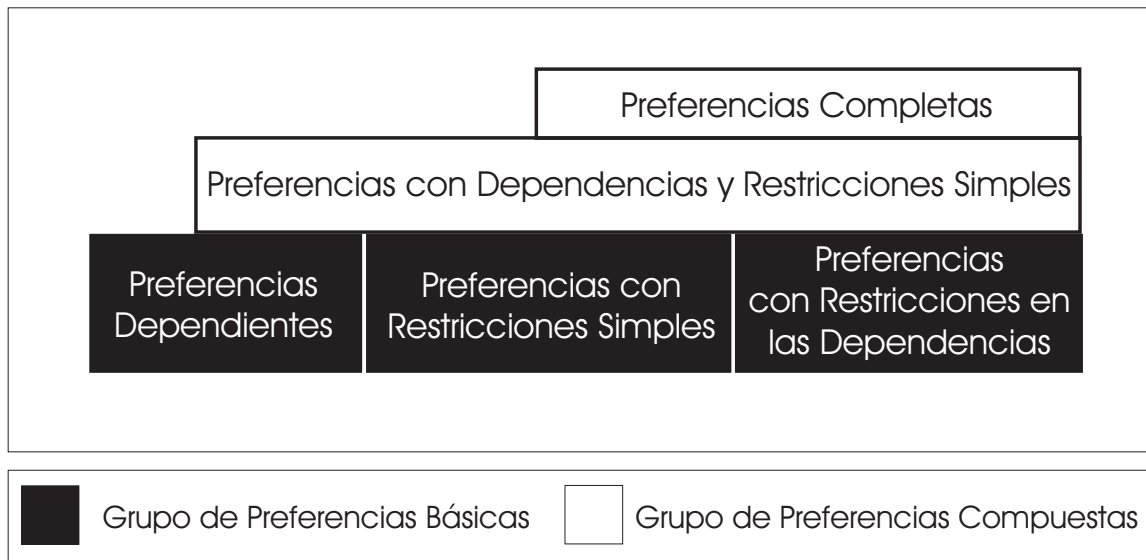 Preferencias Completas
Preferencias con Dependencias y Restricciones Simples
Preferencias
Dependientes
Preferencias con
Restricciones Simples
Preferencias
con Restricciones en
las Dependencias
Grupo de Preferencias Básicas
Grupo de Preferencias Compuestas